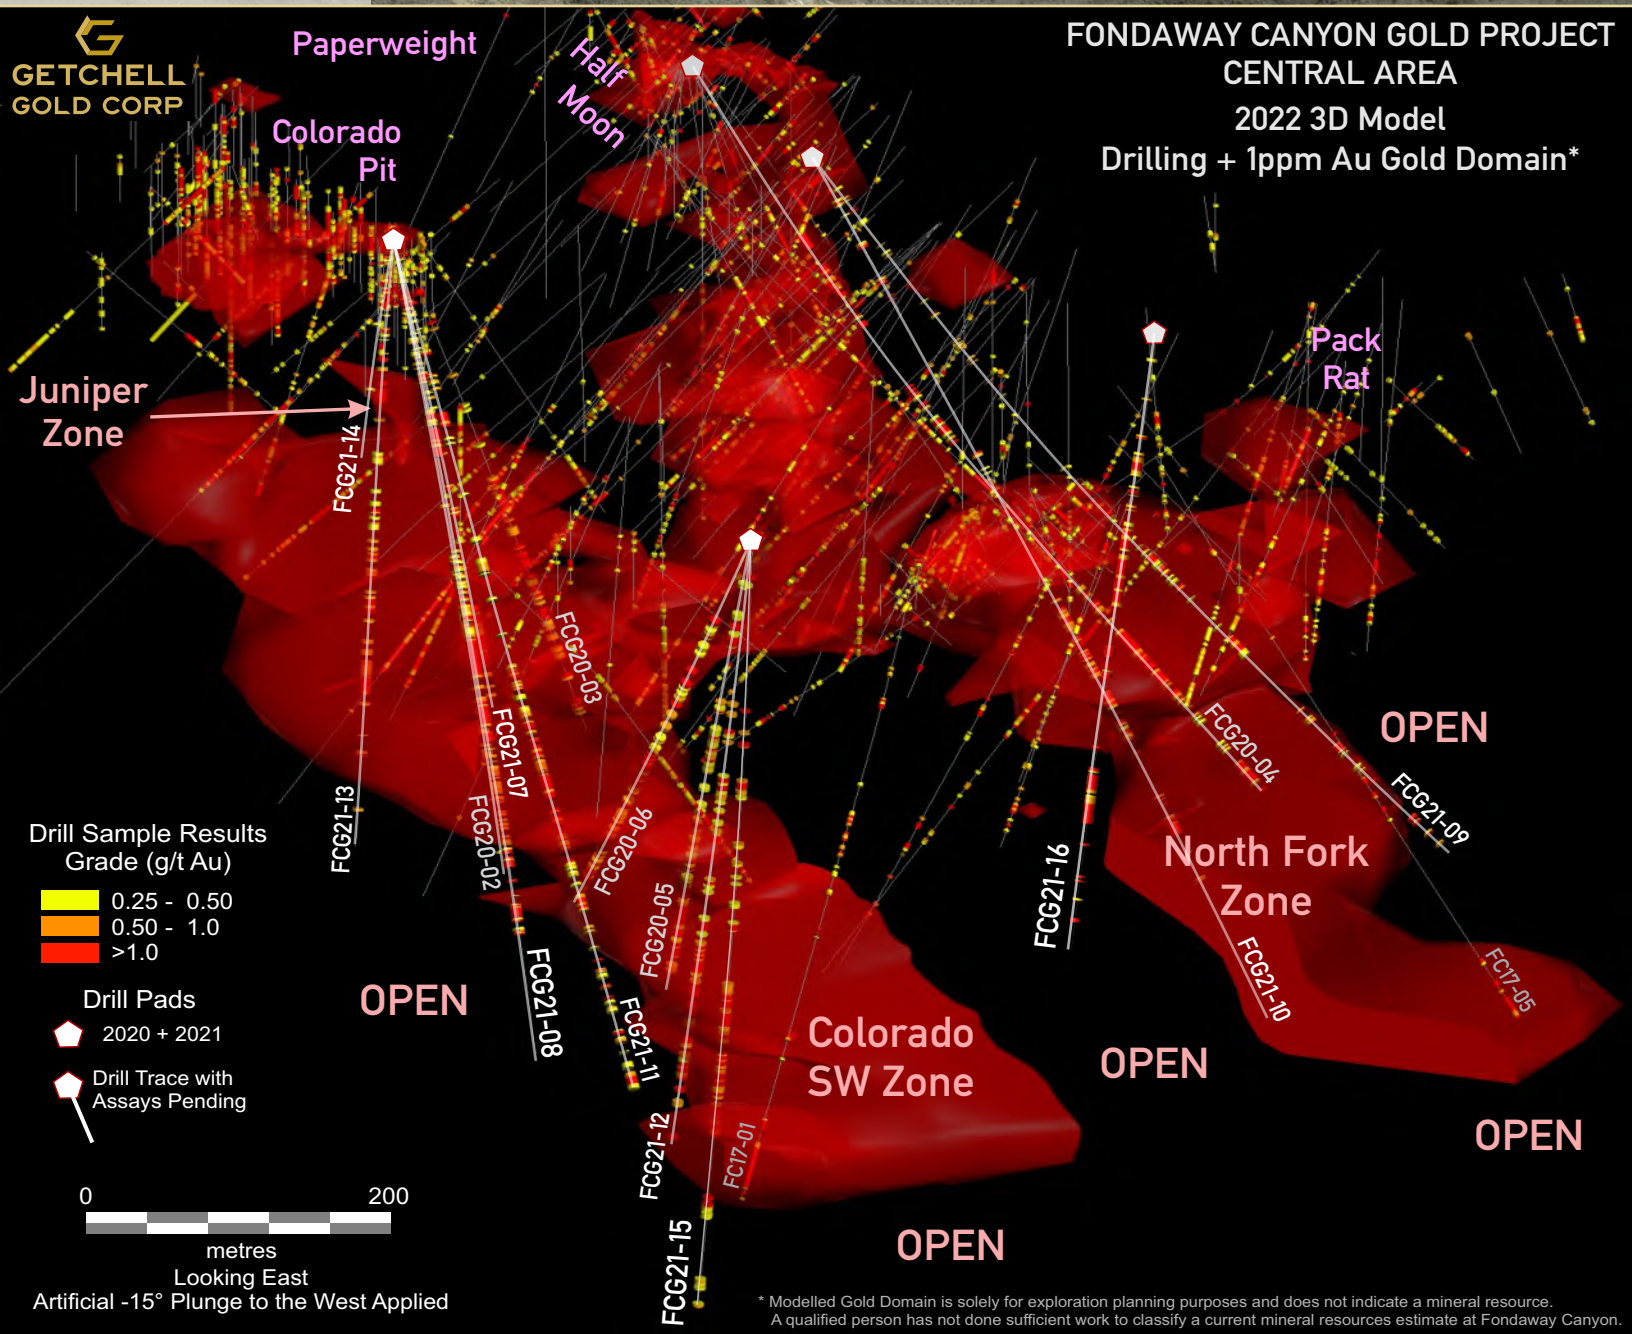 GETCHELL
GOLD CORP
FONDAWAY CANYON GOLD PROJECT
CENTRAL AREA
2022 3D Model
Drilling + 1ppm Au Gold Domain*
Paperweight
Half
Moon
Colorado
Pit
Pack
Rat
Juniper
Zone
FCG21-14
FCG20-03
FCG21-07
FCG20-04
OPEN
FCG21-13
FCG20-02
FCG20-06
FCG21-09
FCG20-05
FCG21-16
North Fork
Zone
FCG21-10
FC17-05
Drill Sample Results
Grade (g/t Au)
0.25 - 0.50
0.50 - 1.0
>1.0
Drill Pads
2020 + 2021
Drill Trace with
Assays Pending
OPEN
FCG21-08
FCG21-11
Colorado
SW Zone
OPEN
OPEN
FCG21-12
FC17-01
FCG21-15
OPEN
0 200
metres
Looking East
Artificial -15° Plunge to the West Applied
* Modelled Gold Domain is solely for exploration planning purposes and does not indicate a mineral resource.
A qualified person has not done sufficient work to classify a current mineral resources estimate at Fondaway Canyon.